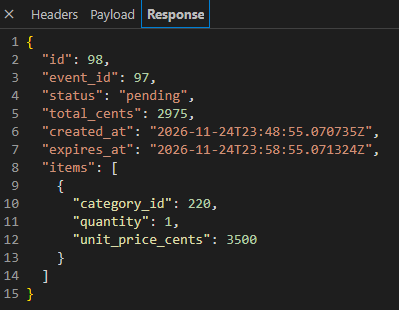 × Headers Payload Response
1 {
2 "id": 98,
3 "event_id": 97,
4 "status": "pending",
5 "total_cents": 2975,
6 "created_at": "2026-11-24T23:48:55.070735Z",
7 "expires_at": "2026-11-24T23:58:55.071324Z",
8 "items": [
9 {
10 "category_id": 220,
11 "quantity": 1,
12 "unit_price_cents": 3500
13 }
14 ]
15 }